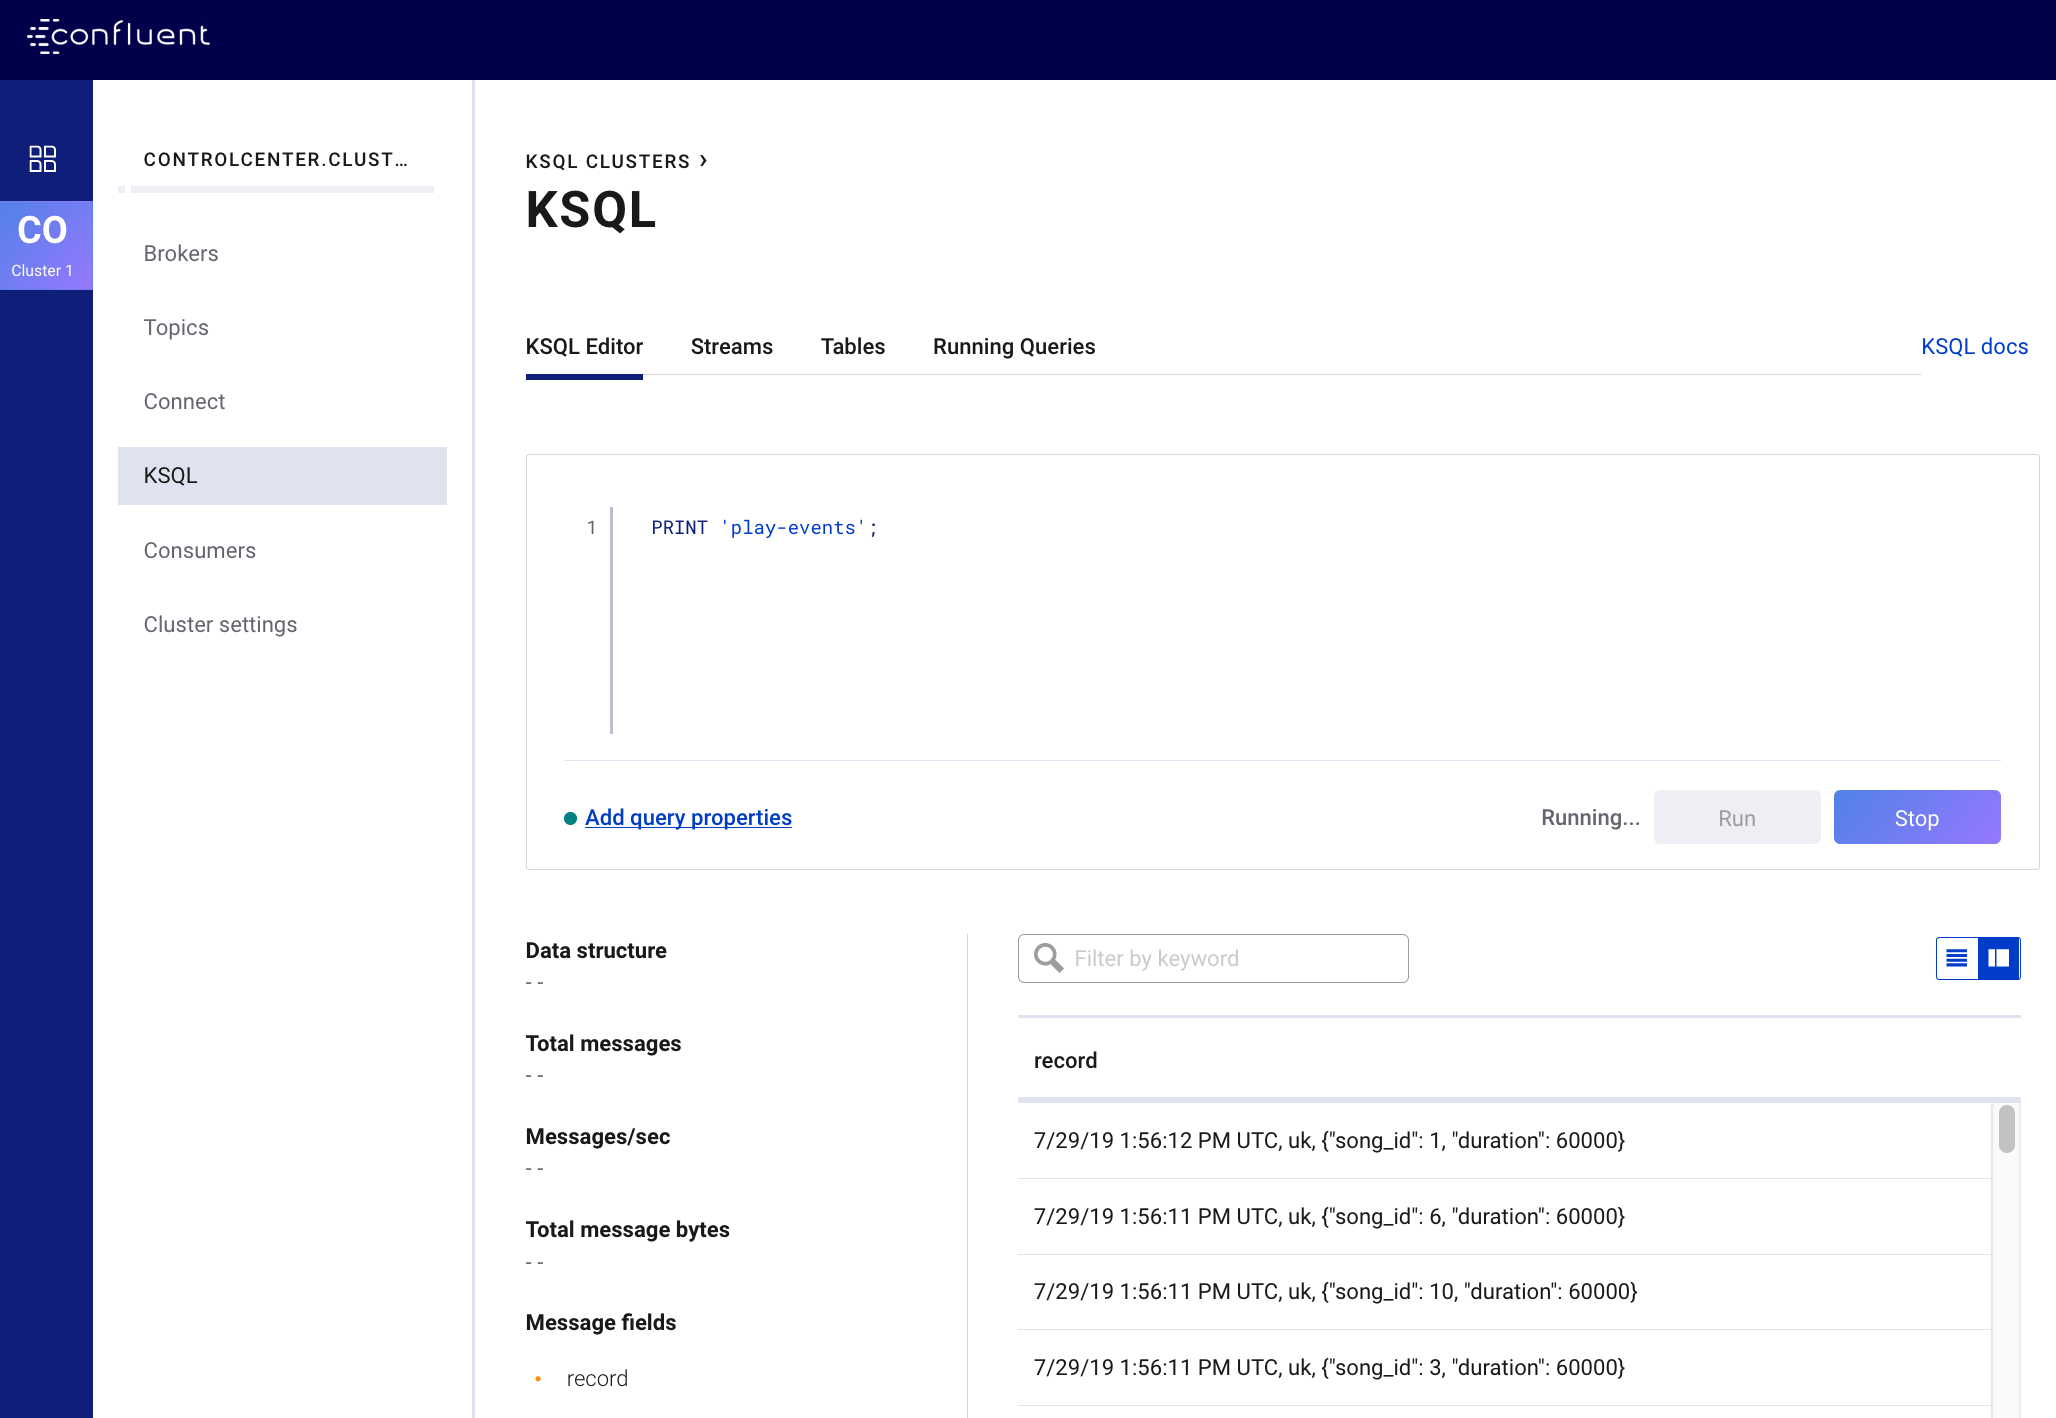 confluent
CO
Cluster 1
CONTROLCENTER.CLUST...
Brokers
Topics
Connect
KSQL
Consumers
Cluster settings
KSQL CLUSTERS ›
KSQL
KSQL Editor Streams Tables Running Queries KSQL docs
1 PRINT 'play-events';
Add query properties Running... Run Stop
Data structure
- -
Total messages
- -
Messages/sec
- -
Total message bytes
- -
Message fields
• record
Filter by keyword
record
7/29/19 1:56:12 PM UTC, uk, {"song_id": 1, "duration": 60000}
7/29/19 1:56:11 PM UTC, uk, {"song_id": 6, "duration": 60000}
7/29/19 1:56:11 PM UTC, uk, {"song_id": 10, "duration": 60000}
7/29/19 1:56:11 PM UTC, uk, {"song_id": 3, "duration": 60000}